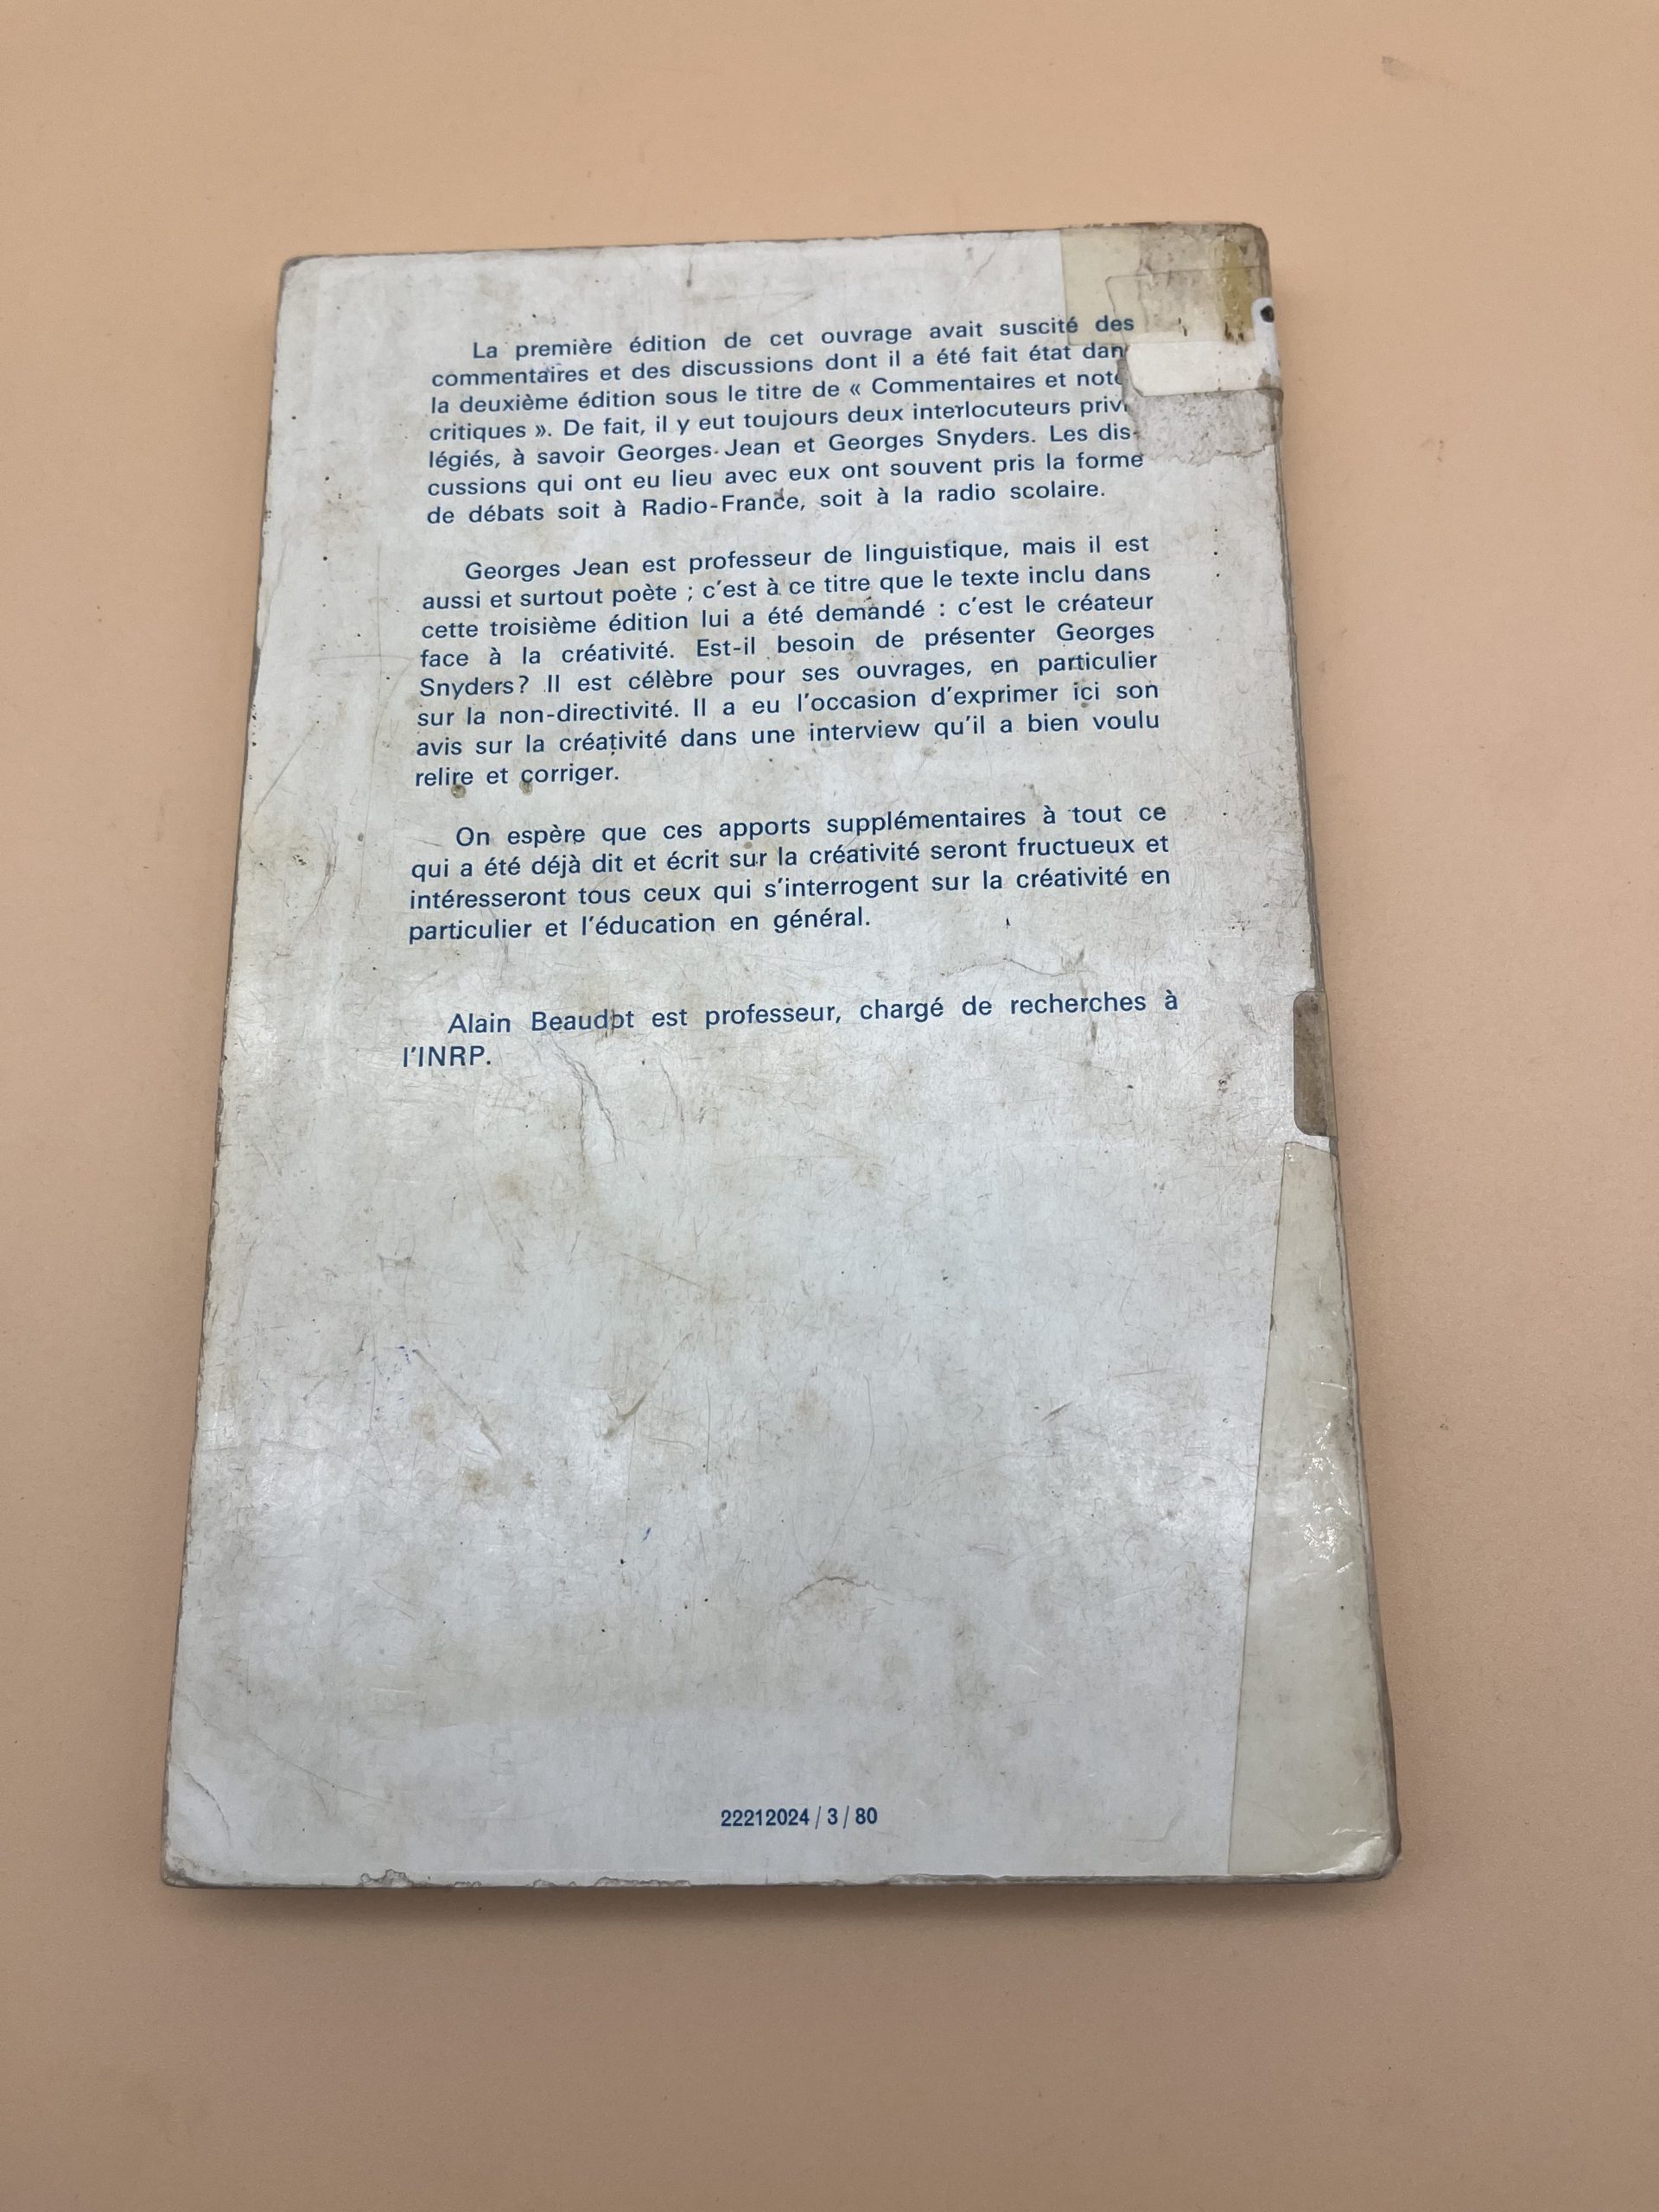 La première édition de cet ouvrage avait suscité des
commentaires et des discussions dont il a été fait état dan
la deuxième édition sous le titre de « Commentaires et note
critiques ». De fait, il y eut toujours deux interlocuteurs privi
légiés, à savoir Georges Jean et Georges Snyders. Les dis-
cussions qui ont eu lieu avec eux ont souvent pris la forme
de débats soit à Radio-France, soit à la radio scolaire.
Georges Jean est professeur de linguistique, mais il est
aussi et surtout poète ; c'est à ce titre que le texte inclu dans
cette troisième édition lui a été demandé : c'est le créateur
face à la créativité. Est-il besoin de présenter Georges
Snyders? Il est célèbre pour ses ouvrages, en particulier
sur la non-directivité. Il a eu l'occasion d'exprimer ici son
avis sur la créativité dans une interview qu'il a bien voulu
relire et corriger.
On espère que ces apports supplémentaires à tout ce
qui a été déjà dit et écrit sur la créativité seront fructueux et
intéresseront tous ceux qui s'interrogent sur la créativité en
particulier et l'éducation en général.
Alain Beaudot est professeur, chargé de recherches à
l'INRP.
22212024/3/80